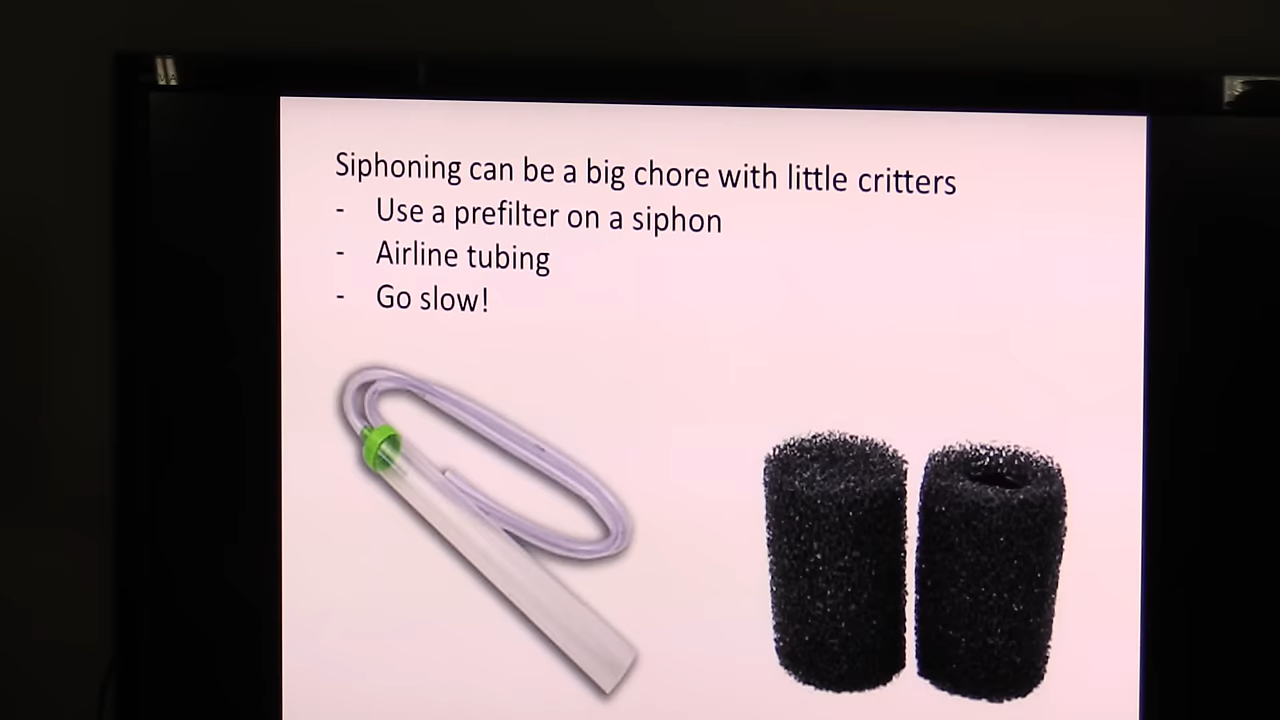 Siphoning can be a big chore with little critters
- Use a prefilter on a siphon
- Airline tubing
- Go slow!